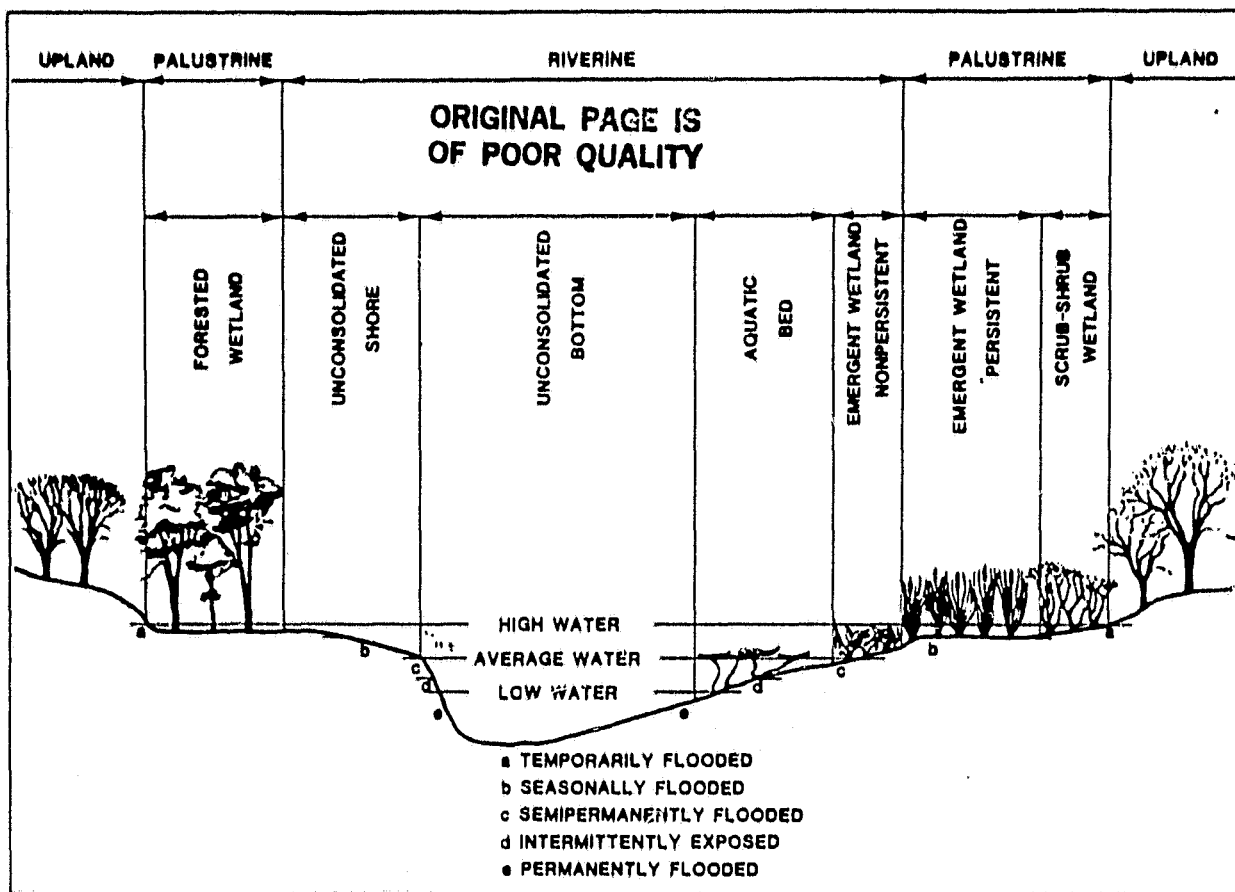 UPLAND PALUSTRINE RIVERINE PALUSTRINE UPLAND
ORIGINAL PAGE IS
OF POOR QUALITY
FORESTED
WETLAND
UNCONSOLIDATED
SHORE
UNCONSOLIDATED
BOTTOM
AQUATIC
BED
EMERGENT WETLAND
NONPERSISTENT
EMERGENT WETLAND
PERSISTENT
SCRUB-SHRUB
WETLAND
HIGH WATER
a b AVERAGE WATER b a
c c
d LOW WATER d
e e
a TEMPORARILY FLOODED
b SEASONALLY FLOODED
c SEMIPERMANENTLY FLOODED
d INTERMITTENTLY EXPOSED
e PERMANENTLY FLOODED